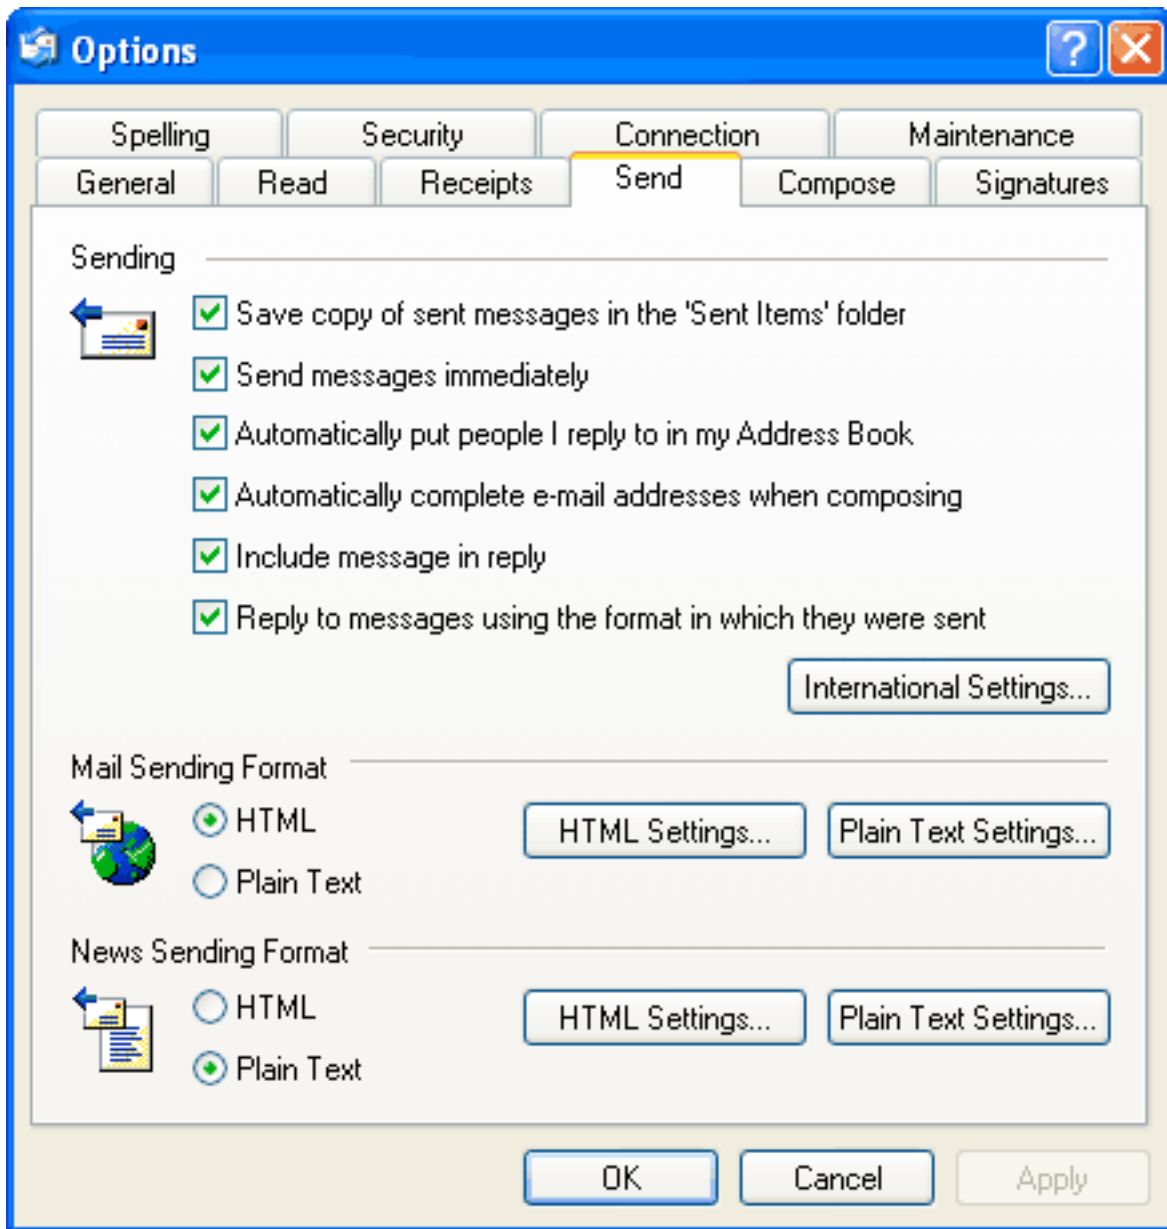 Options
Spelling Security Connection Maintenance
General Read Receipts Send Compose Signatures
Sending
Save copy of sent messages in the 'Sent Items' folder
Send messages immediately
Automatically put people I reply to in my Address Book
Automatically complete e-mail addresses when composing
Include message in reply
Reply to messages using the format in which they were sent
International Settings...
Mail Sending Format
HTML HTML Settings... Plain Text Settings...
Plain Text
News Sending Format
HTML HTML Settings... Plain Text Settings...
Plain Text
OK Cancel Apply